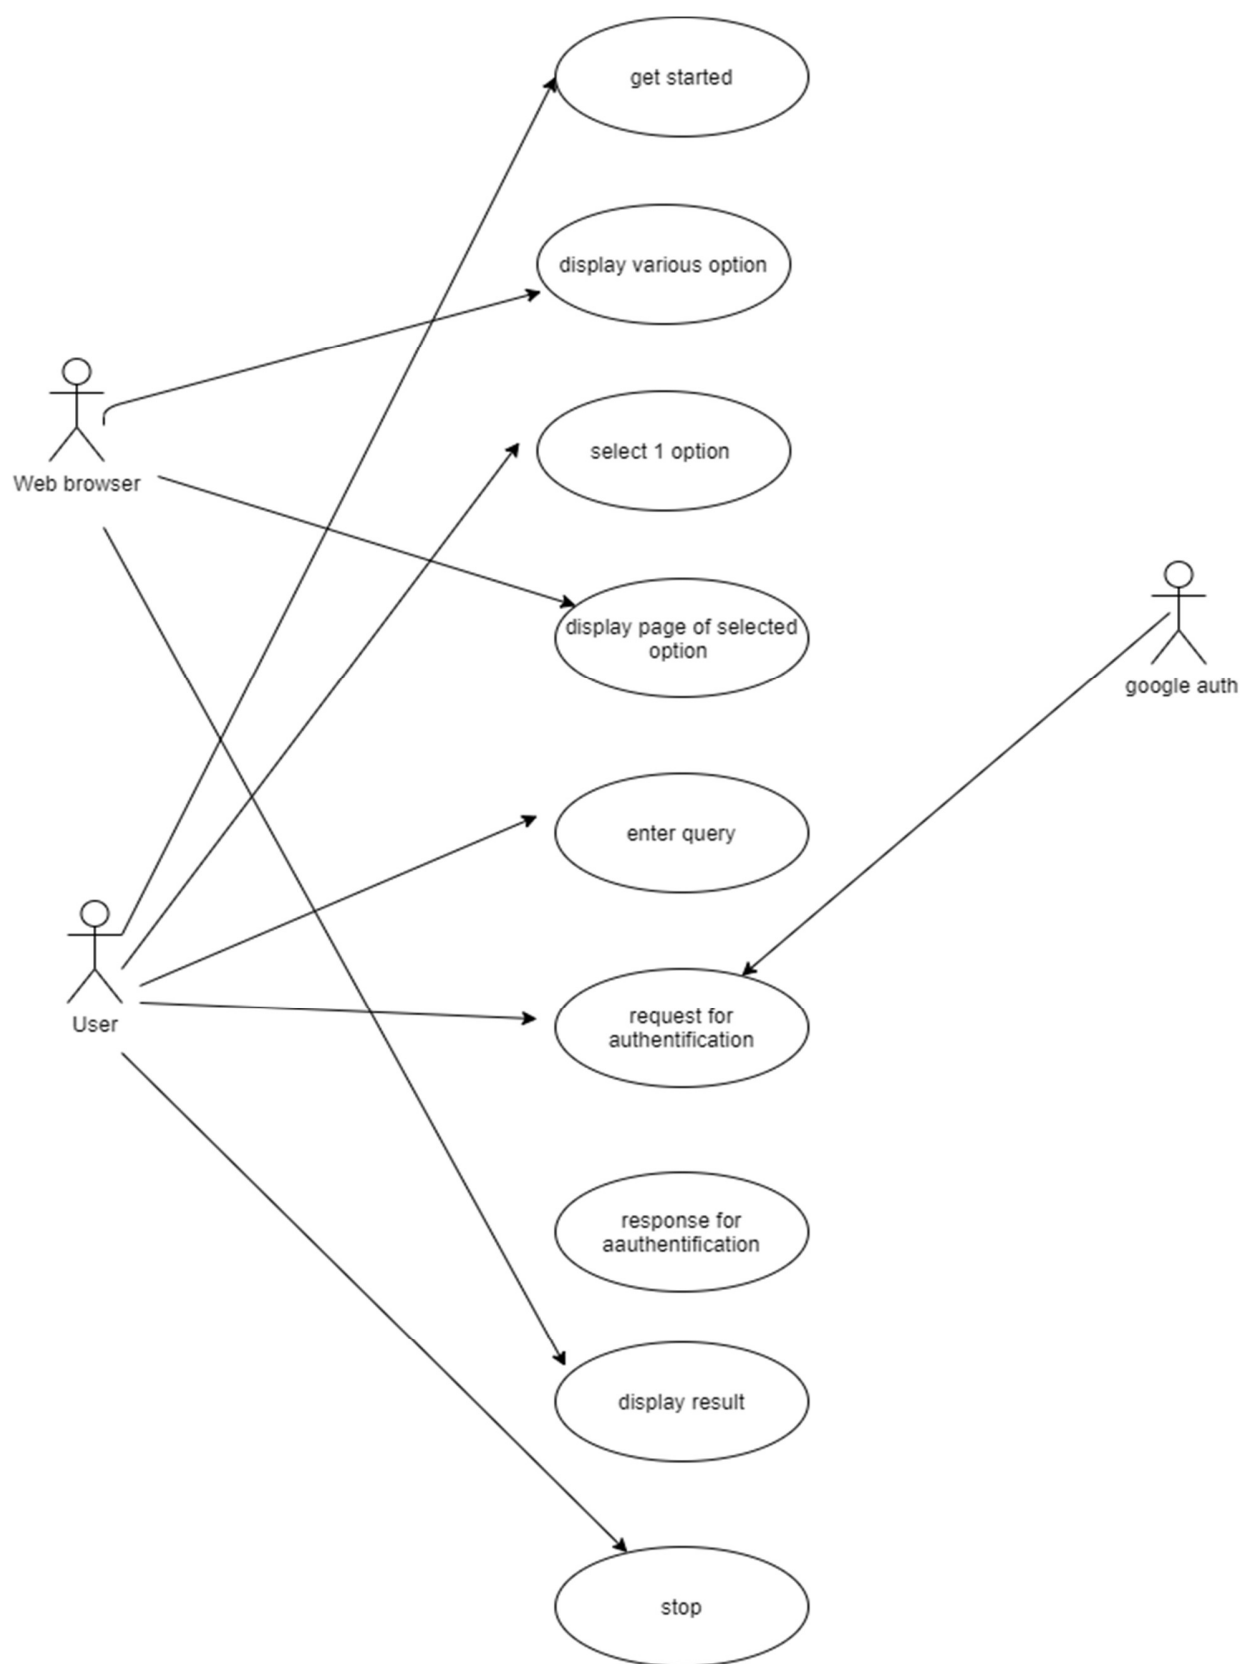 get started
display various option
select 1 option
Web browser
display page of selected
option
google auth
enter query
User
request for
authentification
response for
aauthentification
display result
stop